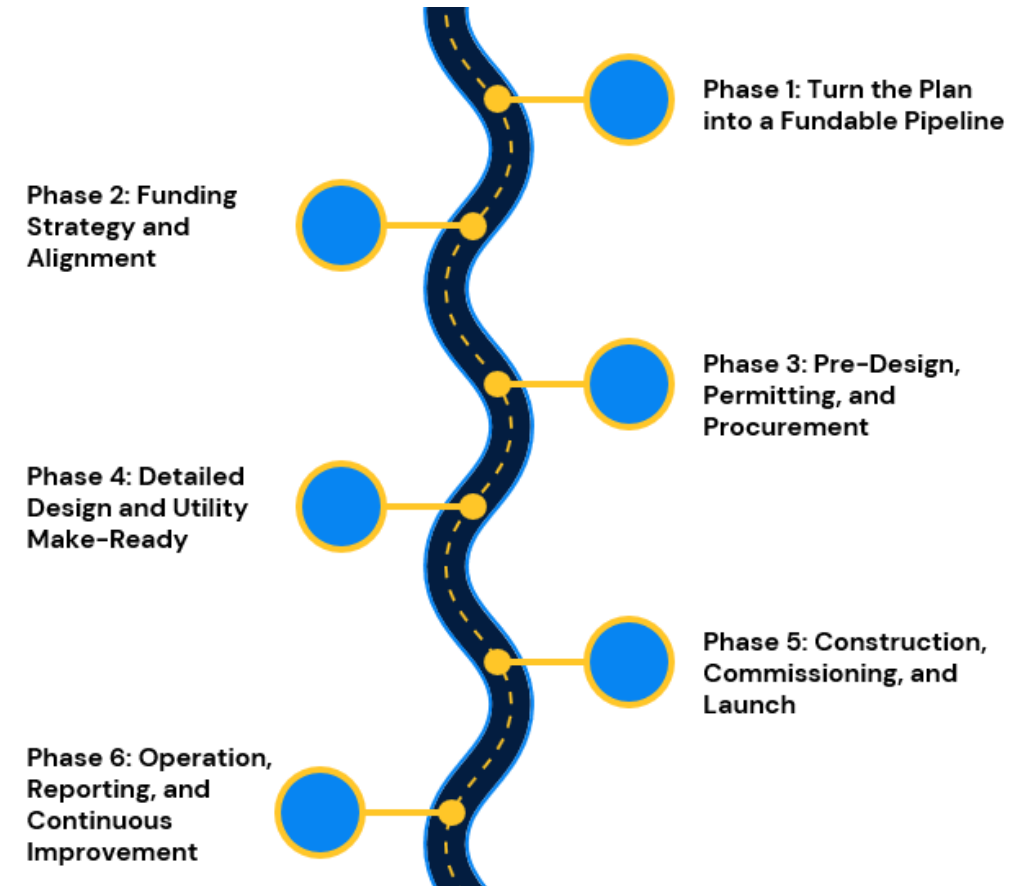 Phase 1: Turn the Plan
into a Fundable Pipeline
Phase 2: Funding
Strategy and
Alignment
Phase 3: Pre-Design,
Permitting, and
Procurement
Phase 4: Detailed
Design and Utility
Make-Ready
Phase 5: Construction,
Commissioning, and
Launch
Phase 6: Operation,
Reporting, and
Continuous
Improvement